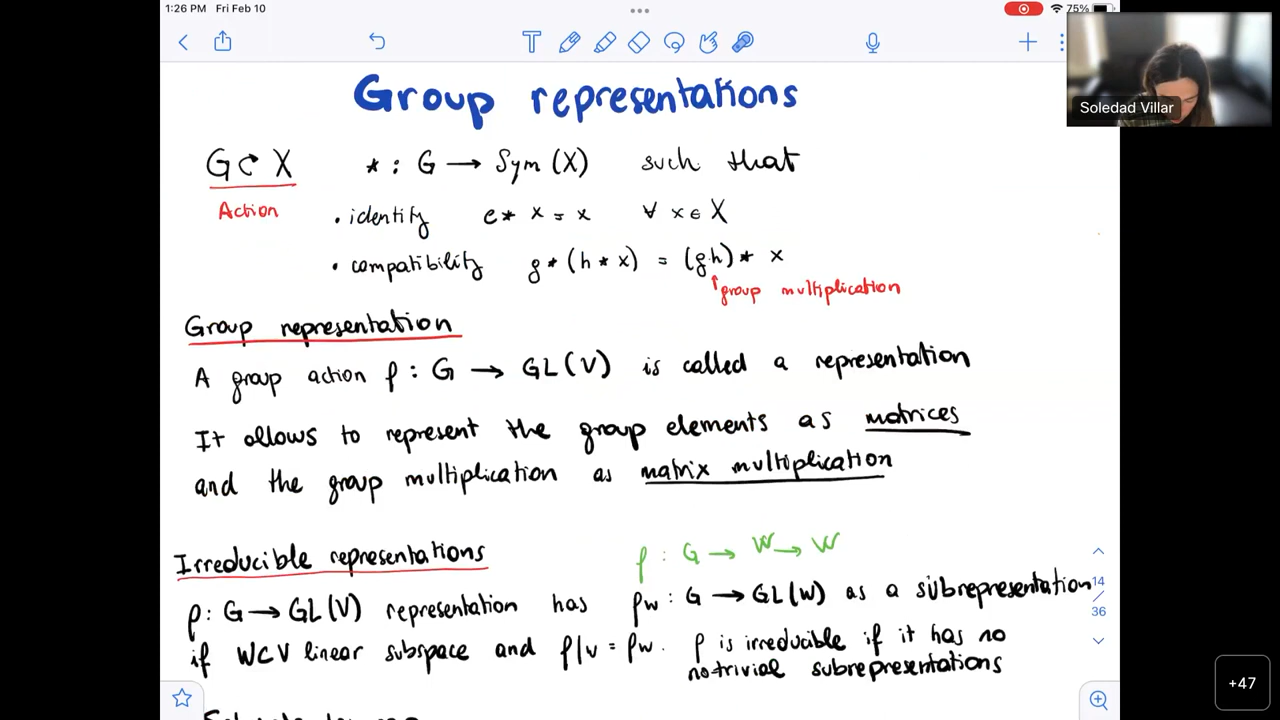 1:26 PM Fri Feb 10
75%
Soledad Villar
Group representations
G ⊂ X * : G → Sym (X) such that
Action
• identify e * x = x ∀ x ∈ X
• compatibility g * (h * x) = (gh) * x
group multiplication
Group representation
A group action ρ : G → GL(V) is called a representation
It allows to represent the group elements as matrices
and the group multiplication as matrix multiplication
Irreducible representations
ρ : G → W → W
ρ: G → GL(V) representation has ρw : G → GL(W) as a subrepresentation
if W⊂V linear subspace and ρ|v = ρw. ρ is irreducible if it has no
notrivial subrepresentations
14
/
36
+47